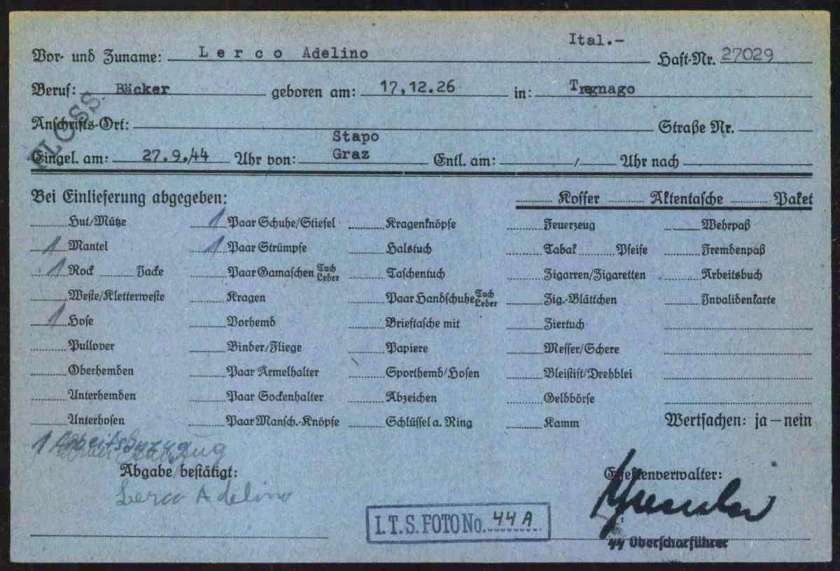 Ital.-
Vor- und Zuname: Lerco Adelino Haft-Nr. 27029
Beruf: Bäcker geboren am: 17,12.26 in: Tregnago
FLOSS.
Anschrifts-Ort: Straße Nr.
Stapo
Eingel. am: 27.9.44 Uhr von: Graz Entl. am: / Uhr nach
Bei Einlieferung abgegeben: Koffer Aktentasche Paket
Hut/Mütze 1 Paar Schuhe/Stiefel Kragenknöpfe Feuerzeug Wehrpaß
1 Mantel 1 Paar Strümpfe Halstuch Tabak Pfeife Fremdenpaß
1 Rock Jacke Paar Gamaschen Tuch Leder Taschentuch Zigarren/Zigaretten Arbeitsbuch
Weste/Kletterweste Kragen Paar Handschuhe Tuch Leder Zig.-Blättchen Invalidenkarte
1 Hose Vorhemd Brieftasche mit Ziertuch
Pullover Binder/Fliege Papiere Messer/Schere
Oberhemden Paar Ärmelhalter Sporthemd/Hosen Bleistift/Drehblei
Unterhemden Paar Sockenhalter Abzeichen Geldbörse
Unterhosen Paar Mansch.-Knöpfe Schlüssel a. Ring Kamm Wertsachen: ja – nein
1 Arbeitsanzug
Abgabe bestätigt: Effektenverwalter:
Lerco Adelino
I.T.S. FOTO No. 44 A
ϟϟ Oberscharführer